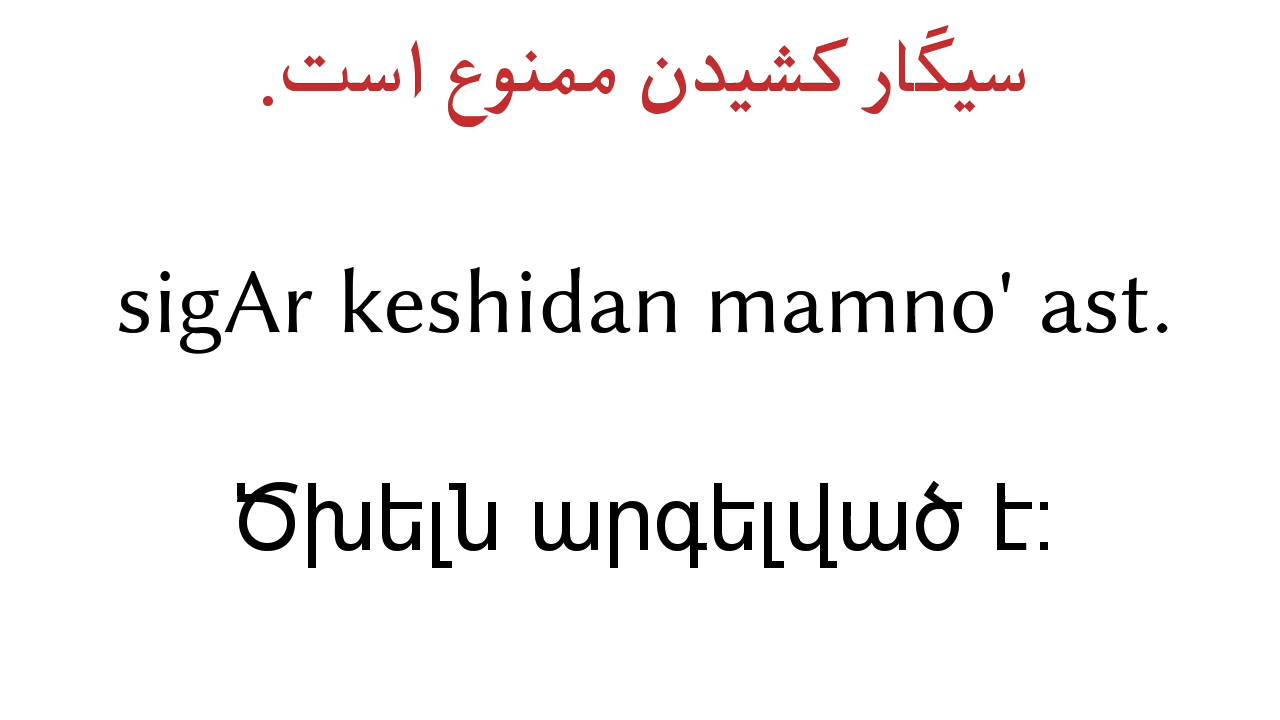 سیگار کشیدن ممنوع است.
sigAr keshidan mamno' ast.
Ծխելն արգելված է: